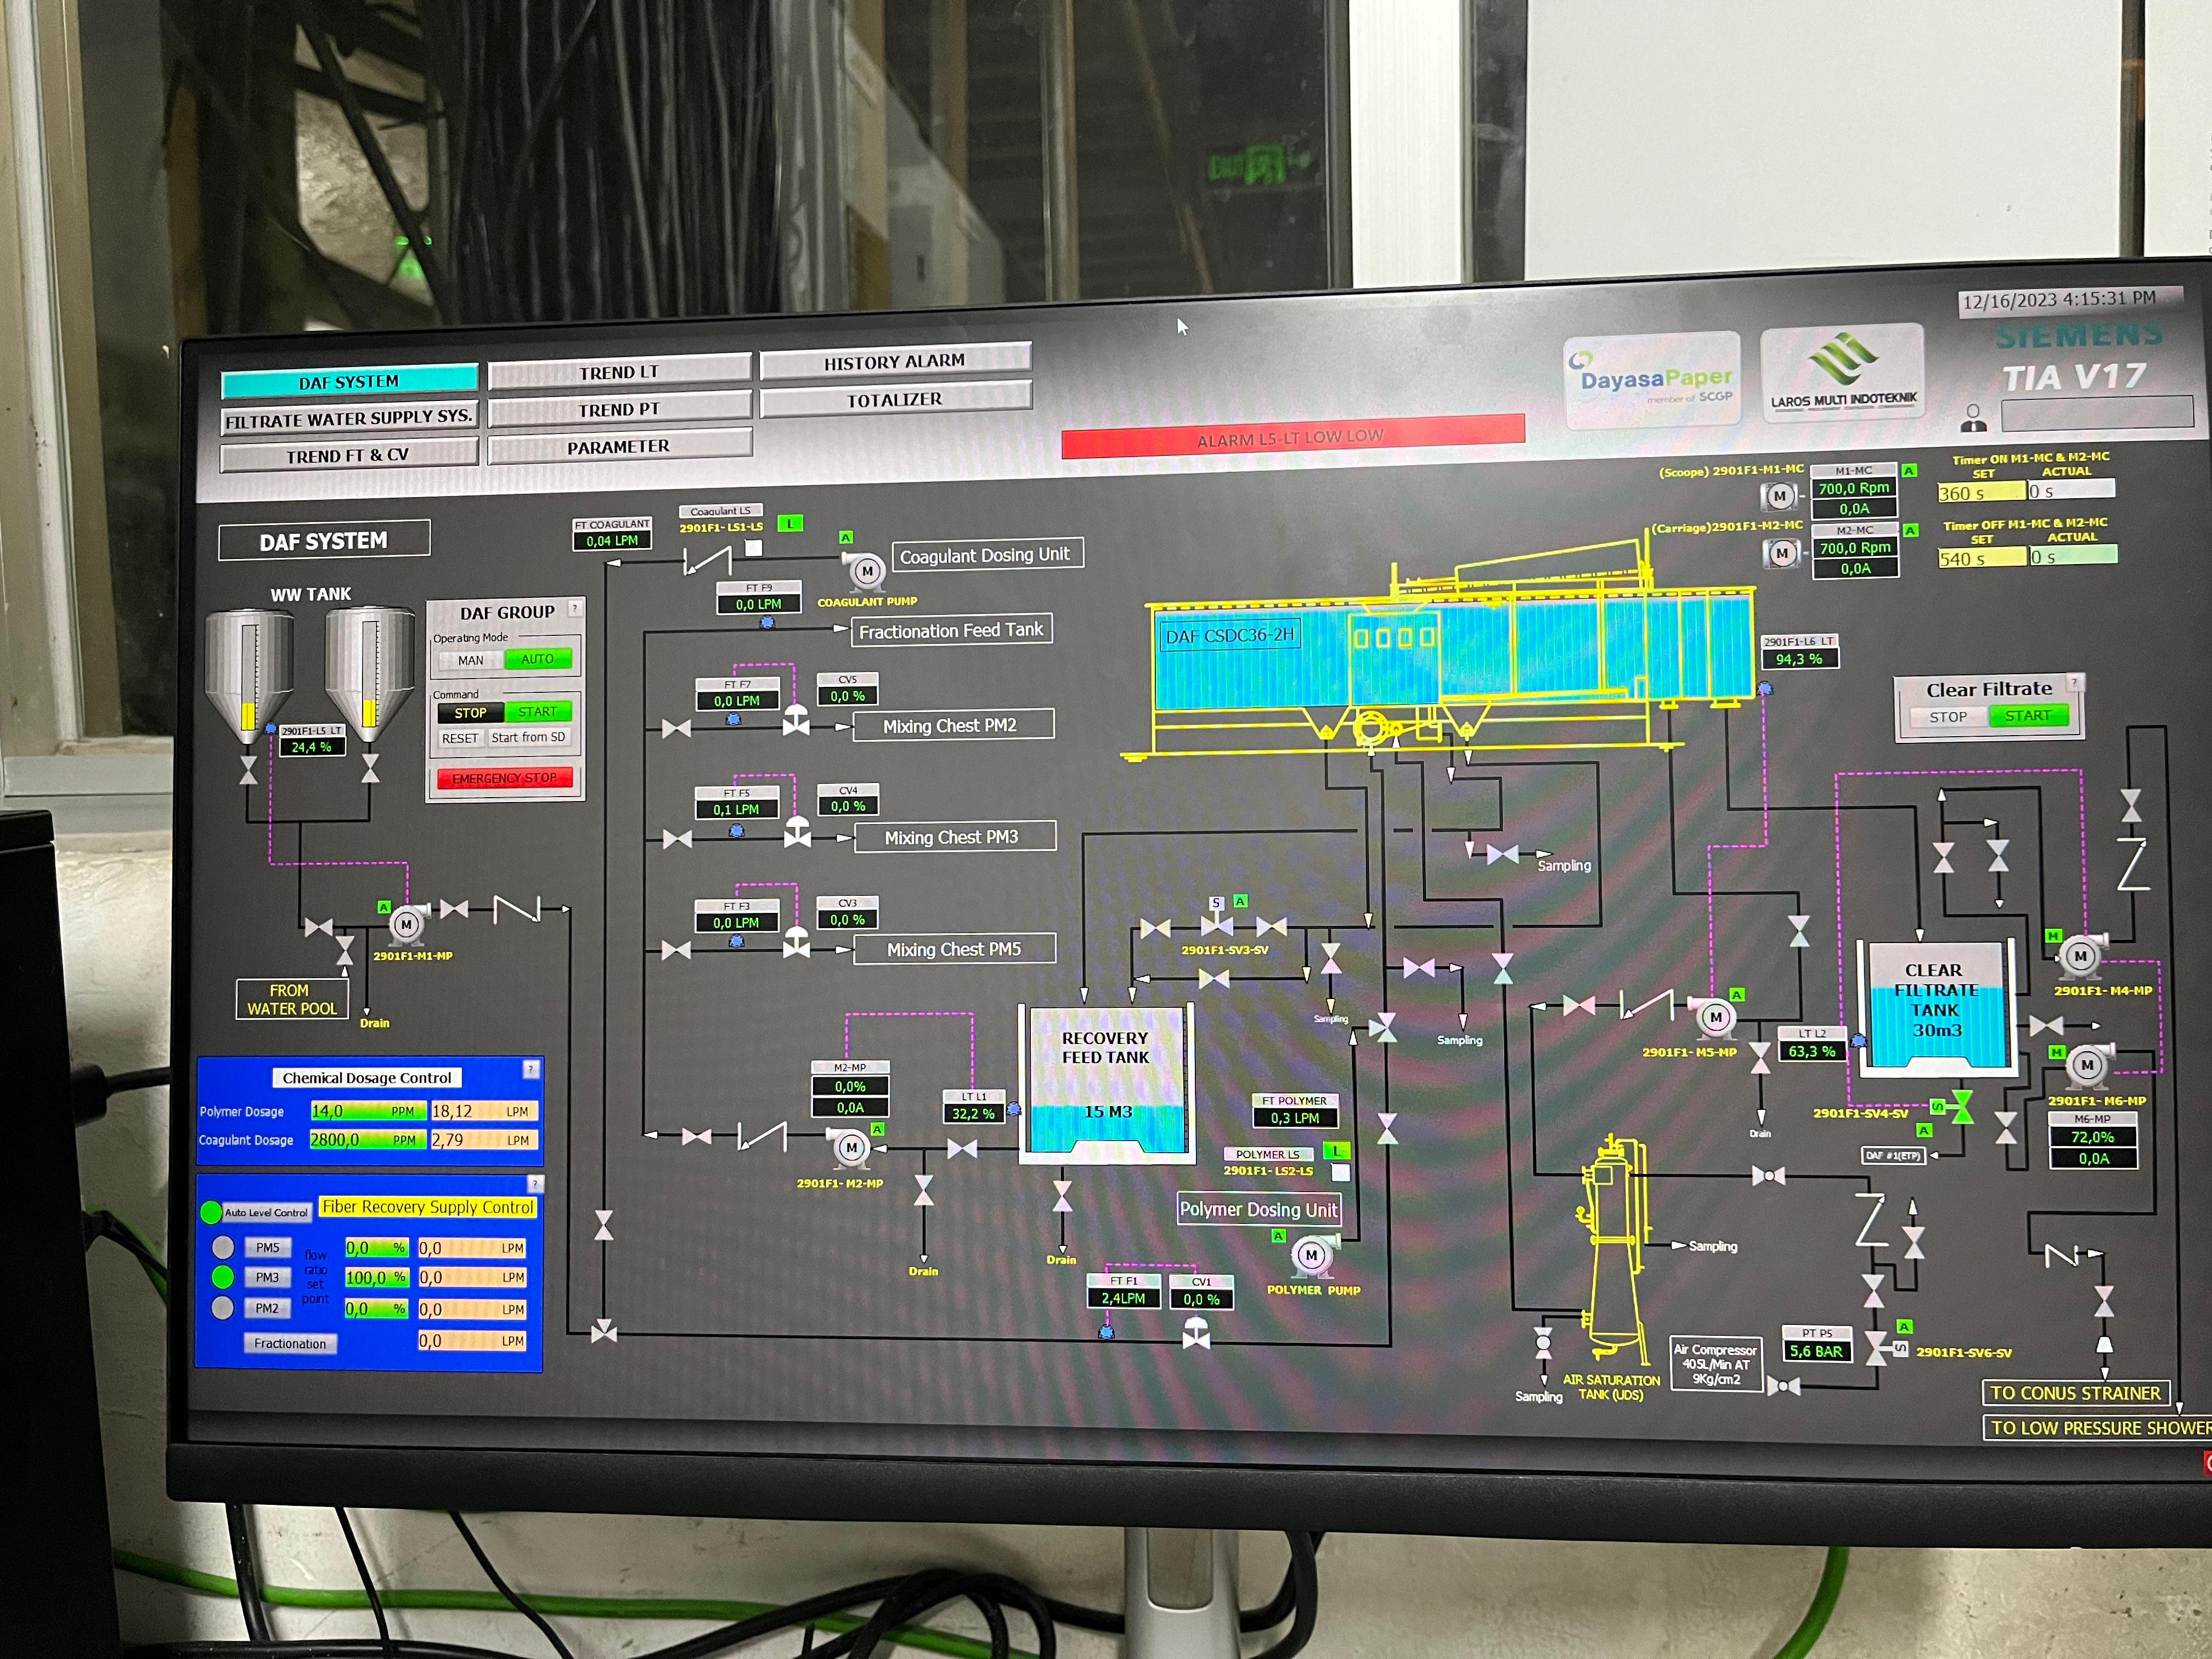 12/16/2023 4:15:31 PM
SIEMENS
TIA V17
DAF SYSTEM
TREND LT
HISTORY ALARM
FILTRATE WATER SUPPLY SYS.
TREND PT
TOTALIZER
TREND FT & CV
PARAMETER
ALARM L5-LT LOW LOW
DayasaPaper
member of SCGP
LAROS MULTI INDOTEKNIK
DAF SYSTEM
WW TANK
2901F1-L5 LT
24,4 %
DAF GROUP
?
Operating Mode
MAN
AUTO
Command
STOP
START
RESET
Start from SD
EMERGENCY STOP
A
M
2901F1-M1-MP
FROM
WATER POOL
Drain
Chemical Dosage Control
?
Polymer Dosage
14,0 PPM
18,12 LPM
Coagulant Dosage
2800,0 PPM
2,79 LPM
?
Auto Level Control
Fiber Recovery Supply Control
PM5
0,0 %
0,0 LPM
PM3
100,0 %
0,0 LPM
PM2
0,0 %
0,0 LPM
flow
ratio
set
point
Fractionation
0,0 LPM
FT COAGULANT
0,04 LPM
Coagulant LS
2901F1- LS1-LS
L
A
M
COAGULANT PUMP
Coagulant Dosing Unit
FT F9
0,0 LPM
Fractionation Feed Tank
FT F7
0,0 LPM
CV5
0,0 %
Mixing Chest PM2
FT F5
0,1 LPM
CV4
0,0 %
Mixing Chest PM3
FT F3
0,0 LPM
CV3
0,0 %
Mixing Chest PM5
M2-MP
0,0%
0,0A
A
M
2901F1- M2-MP
LT L1
32,2 %
RECOVERY
FEED TANK
15 M3
Drain
Drain
S
A
2901F1-SV3-SV
Sampling
Sampling
Sampling
FT POLYMER
0,3 LPM
POLYMER LS
2901F1- LS2-LS
L
Polymer Dosing Unit
A
M
POLYMER PUMP
FT F1
2,4LPM
CV1
0,0 %
DAF CSDC36-2H
(Scoope) 2901F1-M1-MC
M
M1-MC
700,0 Rpm
0,0A
A
(Carriage)2901F1-M2-MC
M
M2-MC
700,0 Rpm
0,0A
A
Timer ON M1-MC & M2-MC
SET
ACTUAL
360 s
0 s
Timer OFF M1-MC & M2-MC
SET
ACTUAL
540 s
0 s
2901F1-L6 LT
94,3 %
Clear Filtrate
?
STOP
START
A
M
2901F1- M5-MP
LT L2
63,3 %
Drain
CLEAR
FILTRATE
TANK
30m3
M
M
2901F1- M4-MP
M
M
2901F1- M6-MP
M6-MP
72,0%
0,0A
2901F1-SV4-SV
S
A
DAF #1(ETP)
Sampling
Sampling
AIR SATURATION
TANK (UDS)
Air Compressor
405L/Min AT
9Kg/cm2
PT P5
5,6 BAR
A
S
2901F1-SV6-SV
TO CONUS STRAINER
TO LOW PRESSURE SHOWER